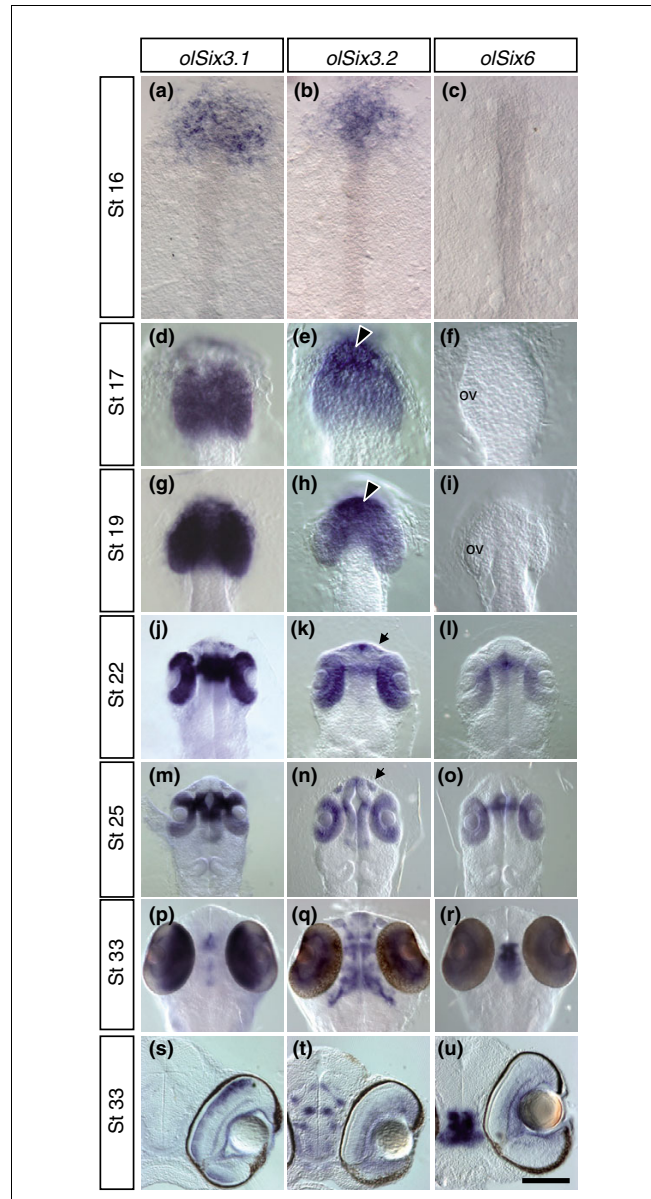 olSix3.1 olSix3.2 olSix6
St 16 (a) (b) (c)
St 17 (d) (e) (f)
ov
St 19 (g) (h) (i)
ov
St 22 (j) (k) (l)
St 25 (m) (n) (o)
St 33 (p) (q) (r)
St 33 (s) (t) (u)